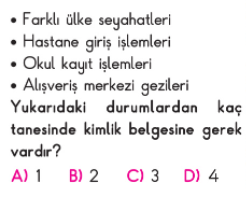 • Farklı ülke seyahatleri
• Hastane giriş işlemleri
• Okul kayıt işlemleri
• Alışveriş merkezi gezileri
Yukarıdaki durumlardan kaç
tanesinde kimlik belgesine gerek
vardır?
A) 1 B) 2 C) 3 D) 4